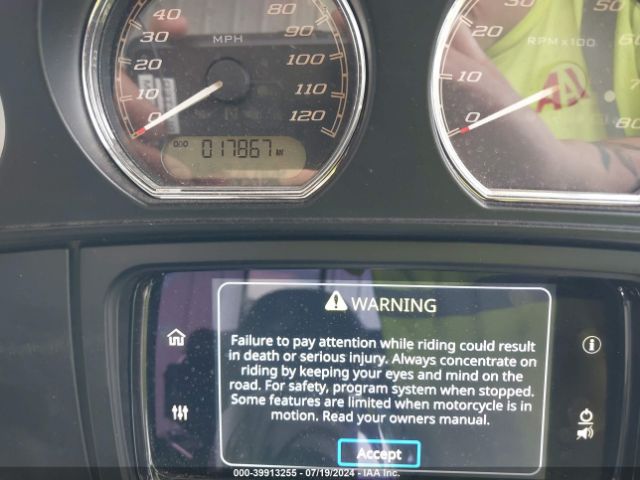 30 50
40 80
30 90
MPH RPMx100
20 100
10 110 10
0 120 0 80
ODO 017867
WARNING
Failure to pay attention while riding could result
in death or serious injury. Always concentrate on
riding by keeping your eyes and mind on the
road. For safety, program system when stopped.
Some features are limited when motorcycle is in
motion. Read your owners manual.
Accept
000-39913255 - 07/19/2024 - IAA Inc.